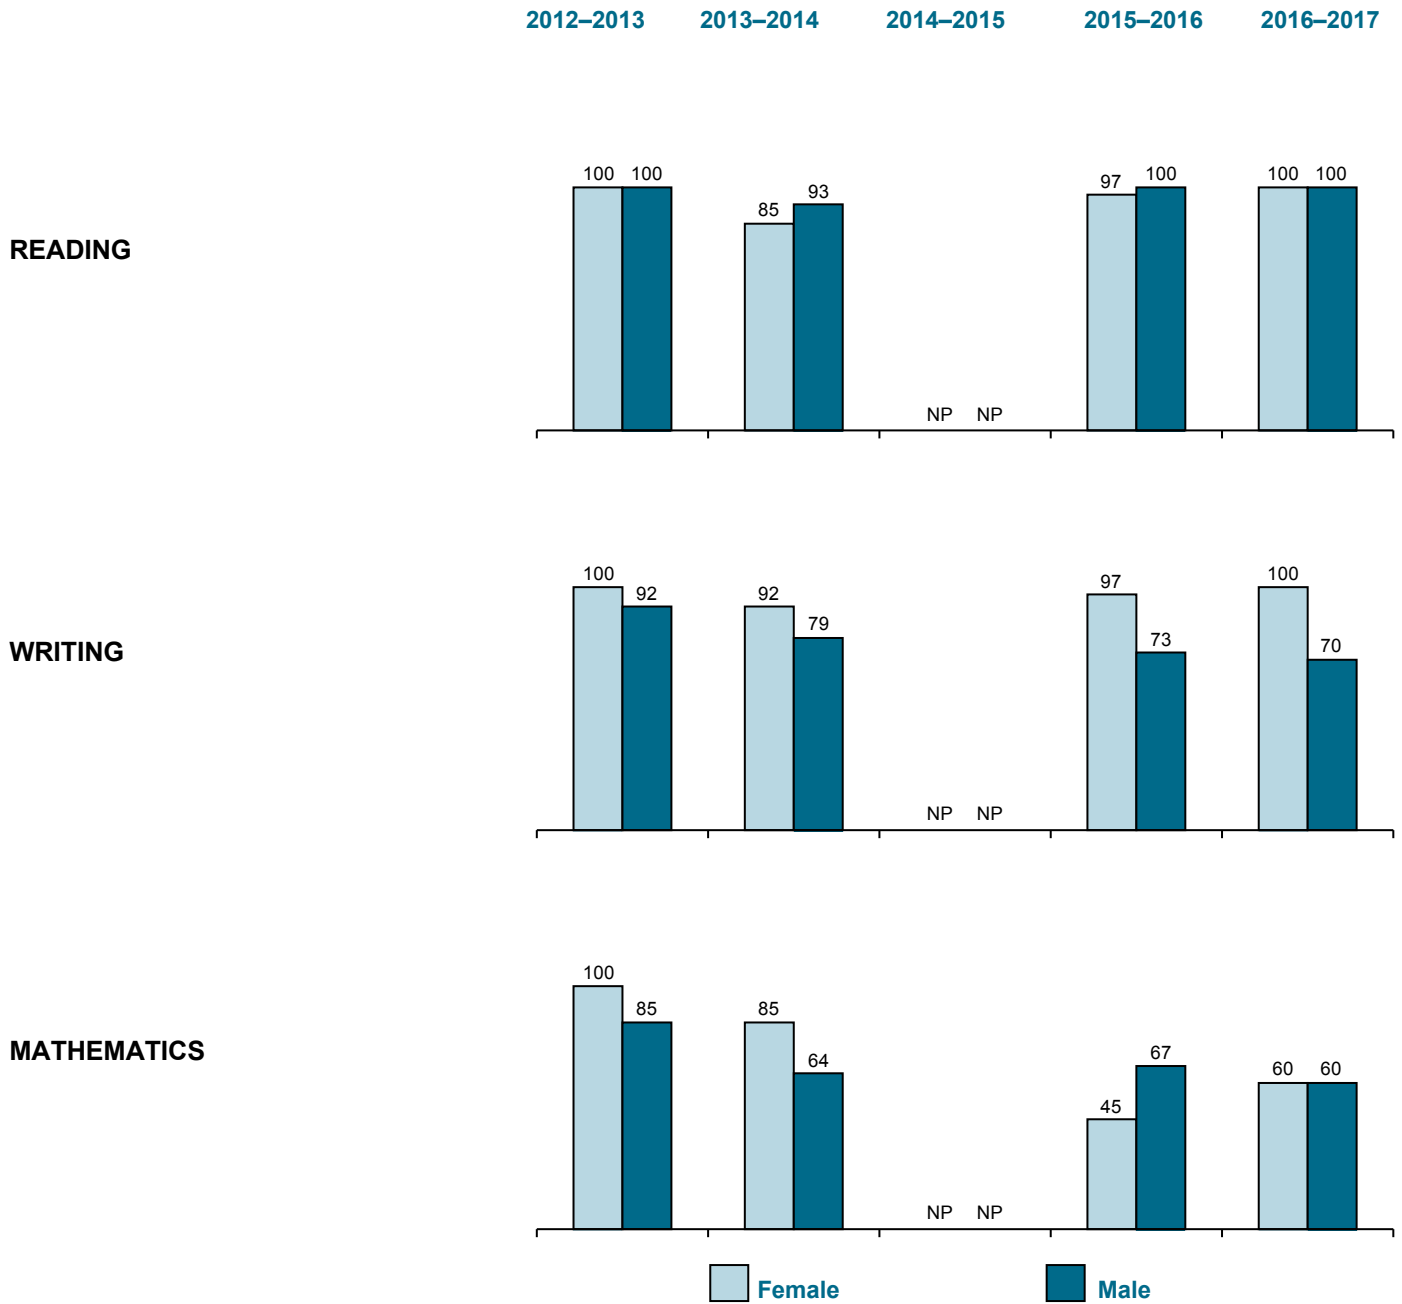 2012–2013 2013–2014 2014–2015 2015–2016 2016–2017
READING
100 100 85 93 NP NP 97 100 100 100
WRITING
100 92 92 79 NP NP 97 73 100 70
MATHEMATICS
100 85 85 64 NP NP 45 67 60 60
Female Male